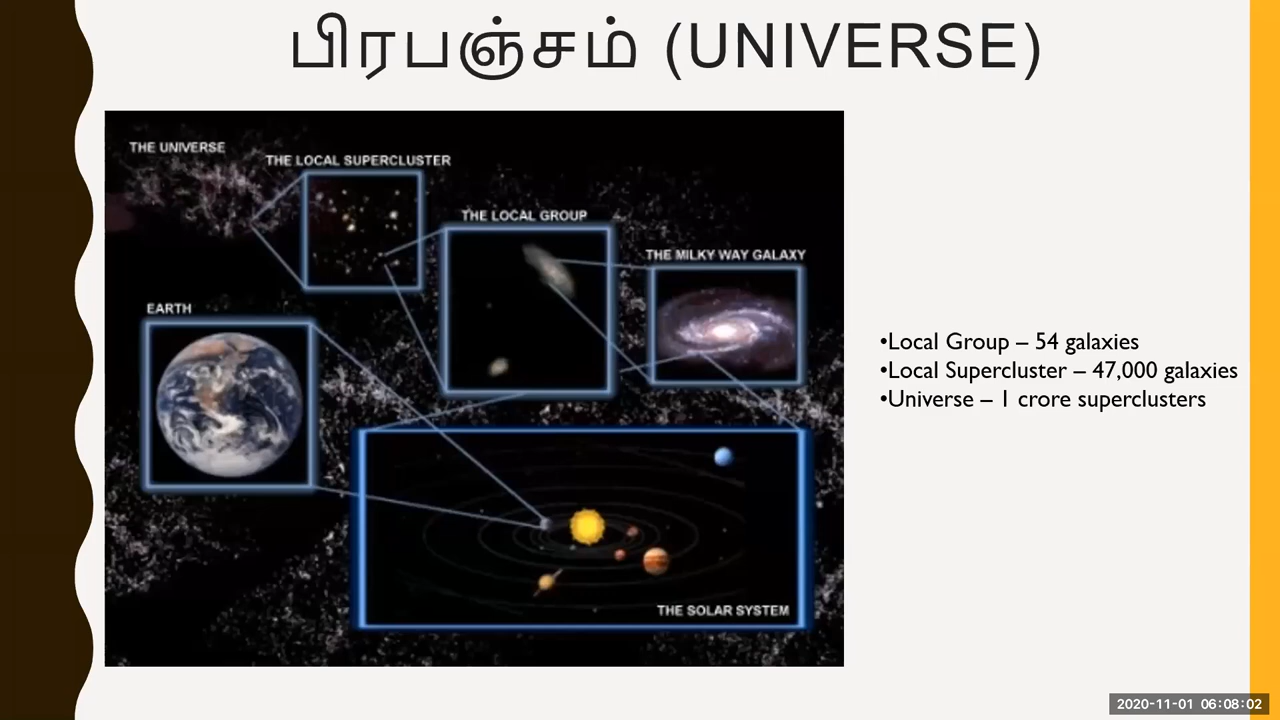 பிரபஞ்சம் (UNIVERSE)
THE UNIVERSE
THE LOCAL SUPERCLUSTER
THE LOCAL GROUP
THE MILKY WAY GALAXY
EARTH
THE SOLAR SYSTEM
•Local Group – 54 galaxies
•Local Supercluster – 47,000 galaxies
•Universe – 1 crore superclusters
2020-11-01 06:08:02